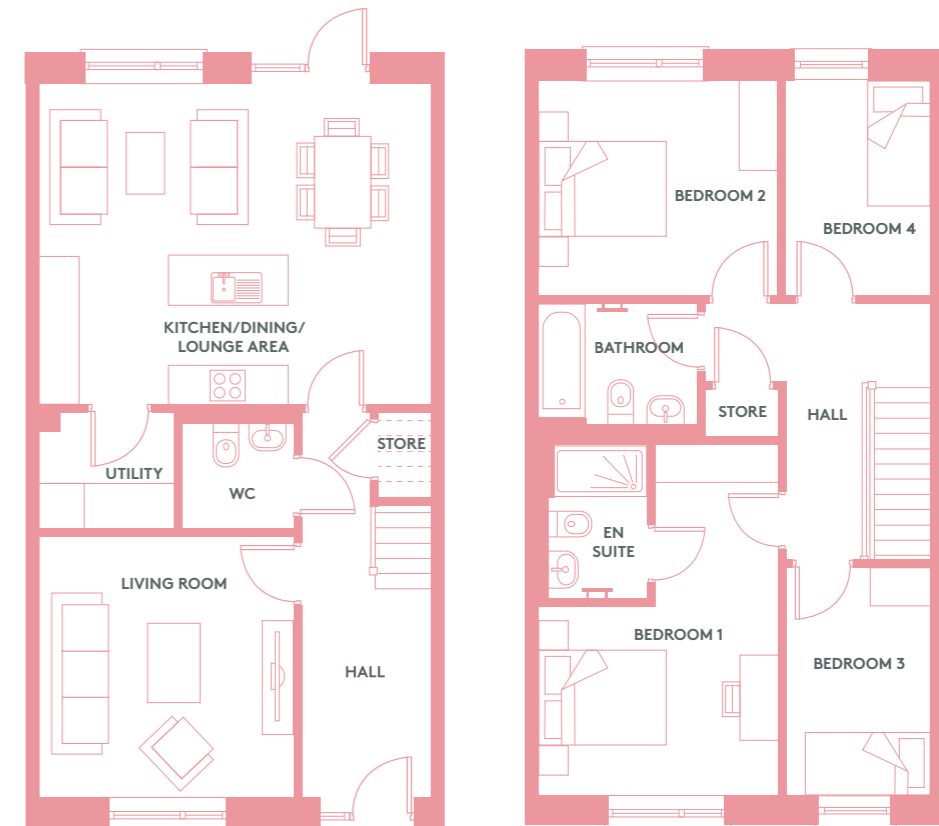 KITCHEN/DINING/
LOUNGE AREA
STORE
UTILITY
WC
LIVING ROOM
HALL
BEDROOM 2
BEDROOM 4
BATHROOM
STORE
HALL
EN
SUITE
BEDROOM 1
BEDROOM 3